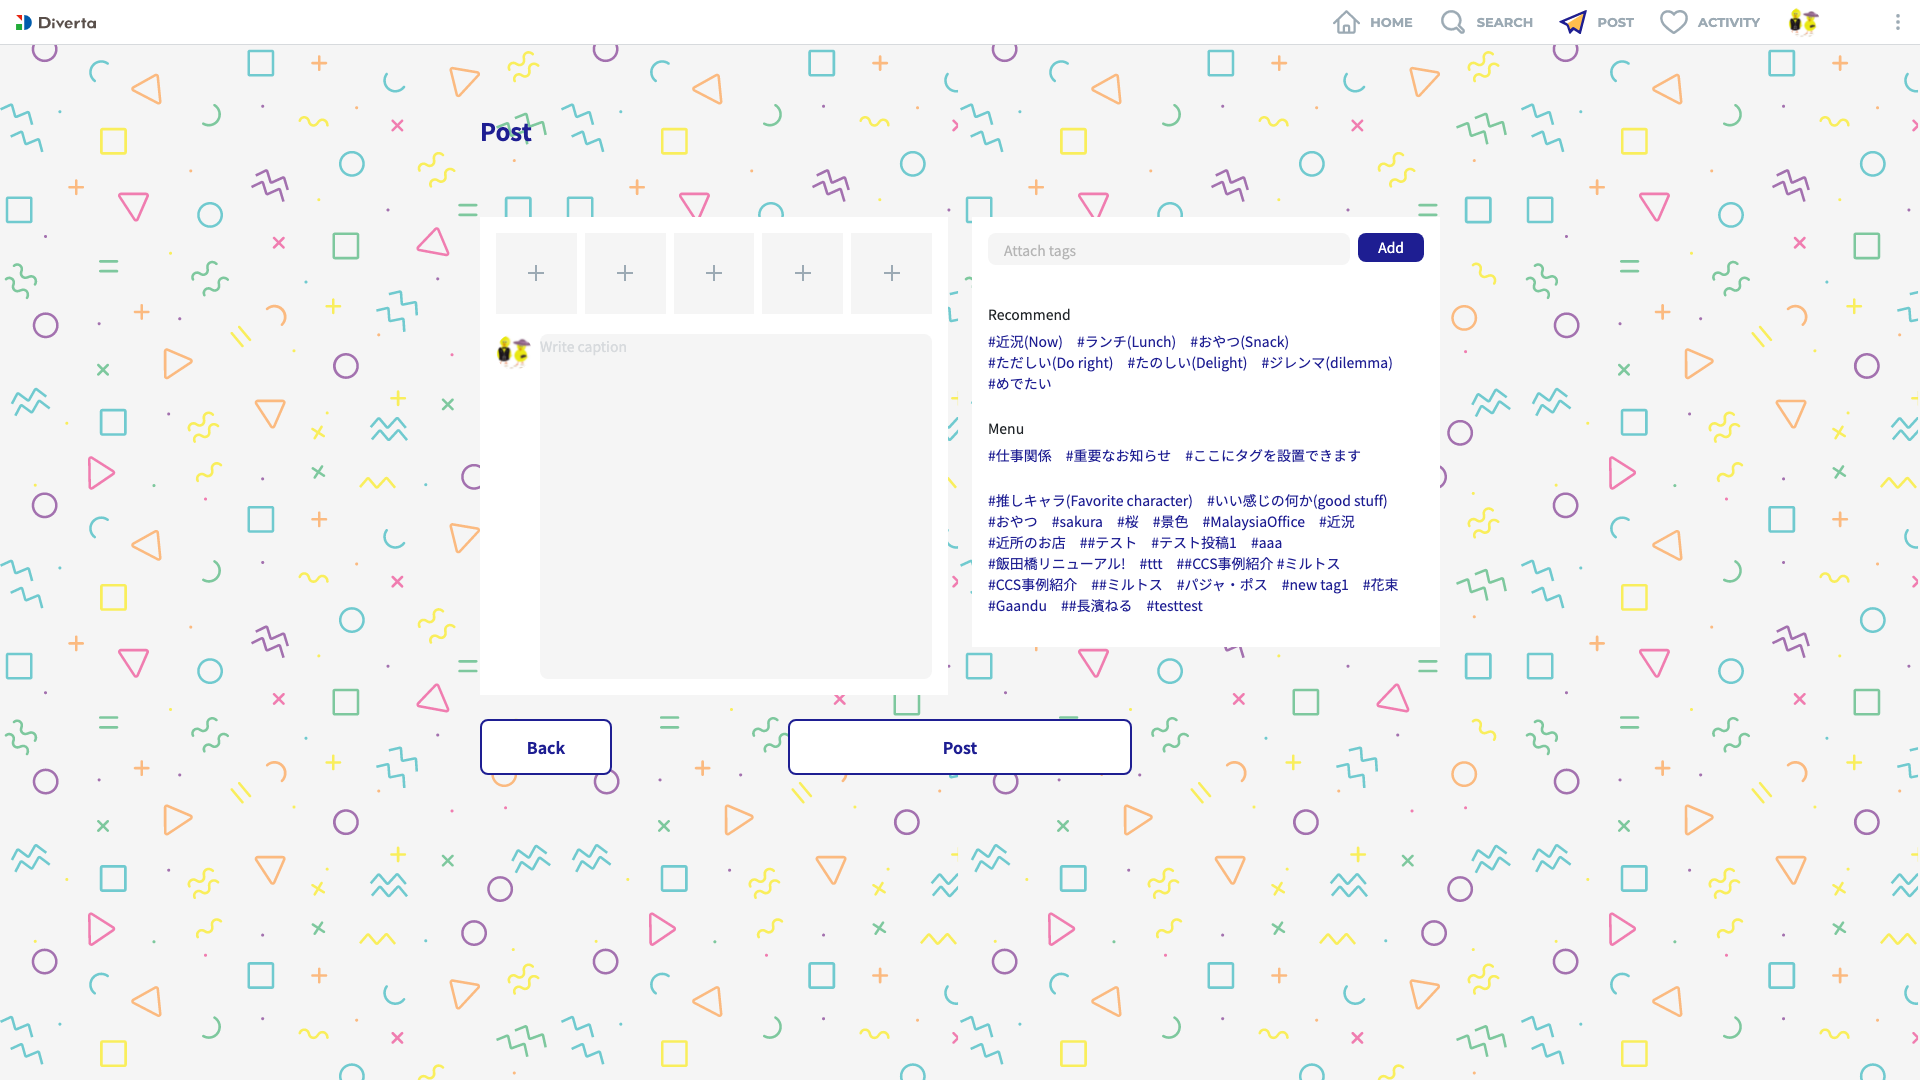 Diverta
HOME
SEARCH
POST
ACTIVITY
Post
Attach tags
Add
Write caption
Recommend
#近況(Now) #ランチ(Lunch) #おやつ(Snack)
#ただしい(Do right) #たのしい(Delight) #ジレンマ(dilemma)
#めでたい
Menu
#仕事関係 #重要なお知らせ #ここにタグを設置できます
#推しキャラ(Favorite character) #いい感じの何か(good stuff)
#おやつ #sakura #桜 #景色 #MalaysiaOffice #近況
#近所のお店 ##テスト #テスト投稿1 #aaa
#飯田橋リニューアル! #ttt ##CCS事例紹介 #ミルトス
#CCS事例紹介 ##ミルトス #パジャ・ポス #new tag1 #花束
#Gaandu ##長濱ねる #testtest
Back
Post